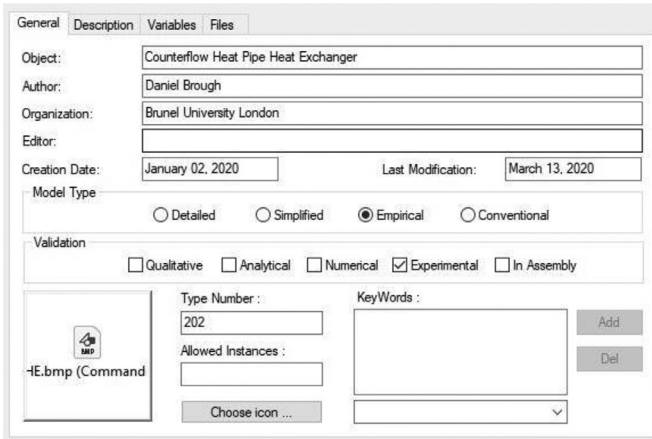 General Description Variables Files
Object: Counterflow Heat Pipe Heat Exchanger
Author: Daniel Brough
Organization: Brunel University London
Editor:
Creation Date: January 02, 2020 Last Modification: March 13, 2020
Model Type
Detailed Simplified Empirical Conventional
Validation
Qualitative Analytical Numerical Experimental In Assembly
Type Number : KeyWords :
202 Add
BMP
Allowed Instances : Del
HE.bmp (Command
Choose icon ...